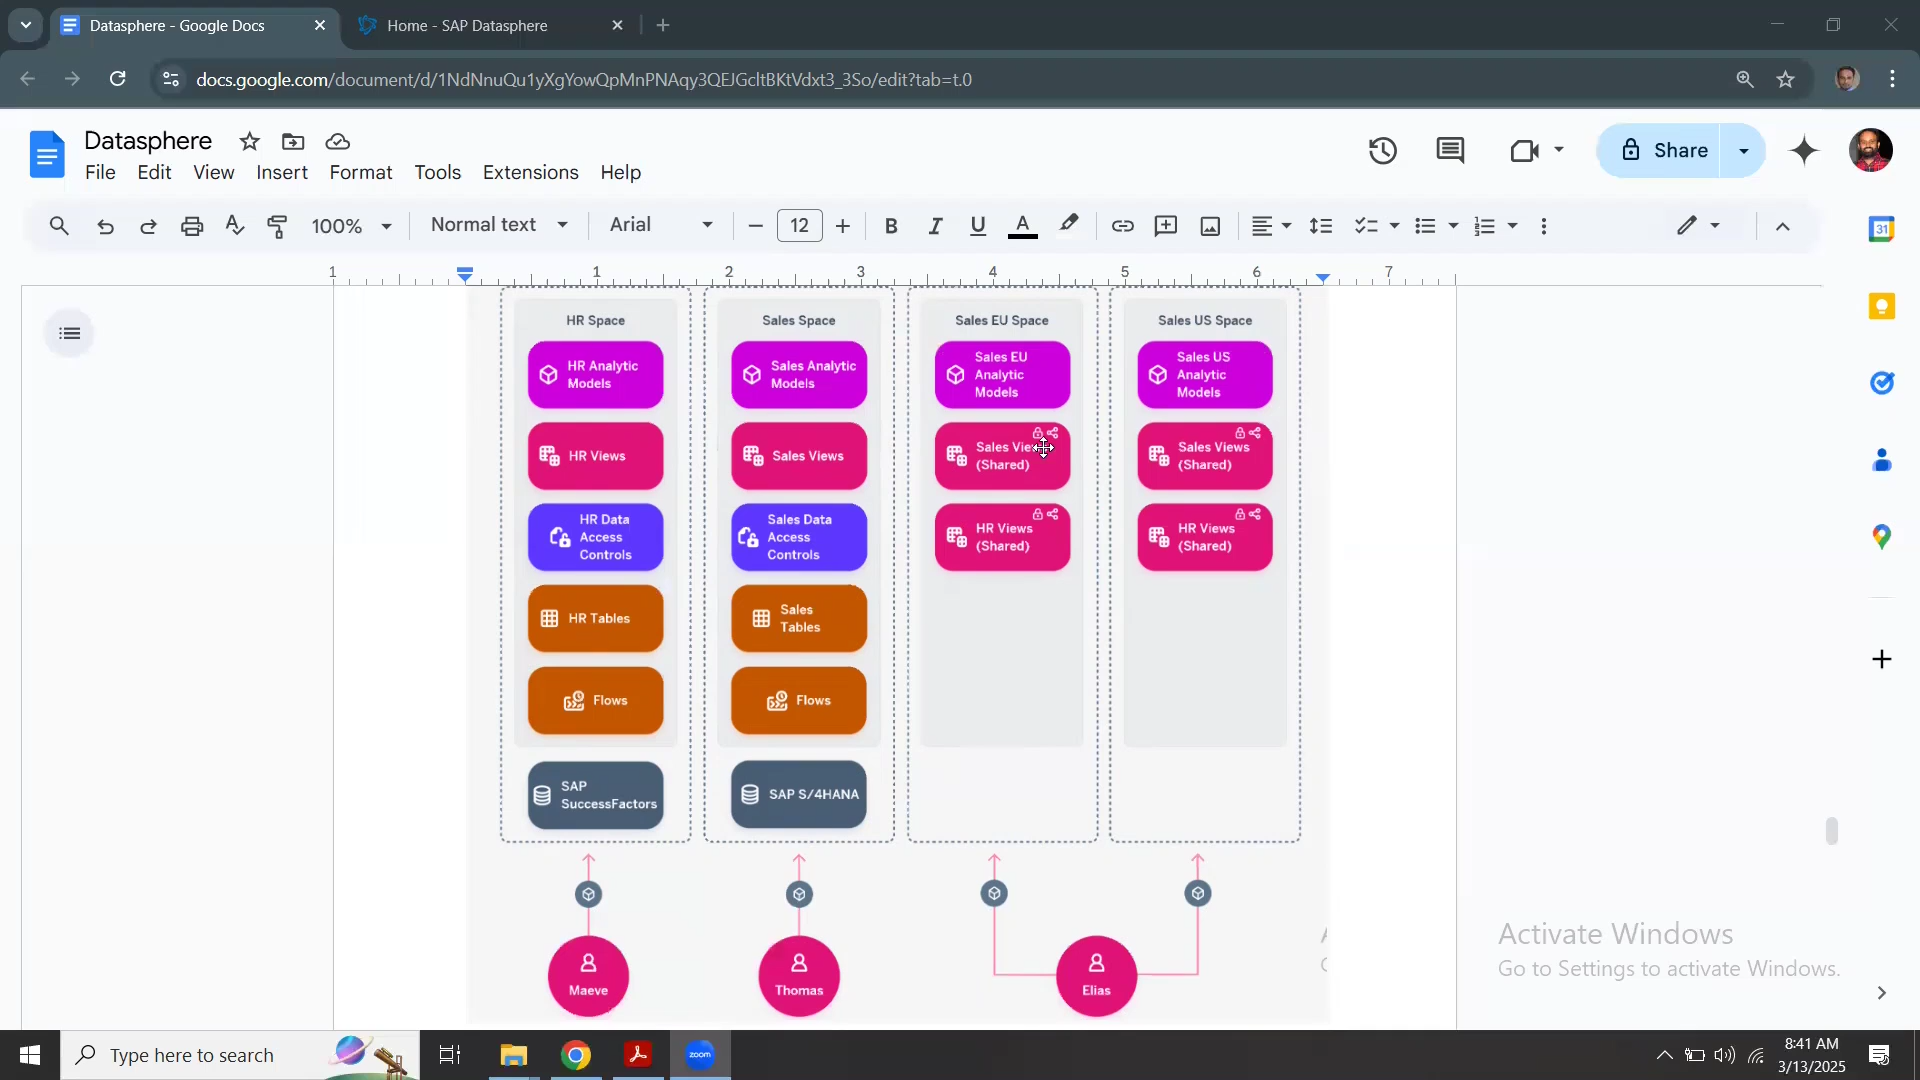 Datasphere - Google Docs
Home - SAP Datasphere
docs.google.com/document/d/1NdNnuQu1yXgYowQpMnPNAqy3QEJGcltBKtVdxt3_3So/edit?tab=t.0
Datasphere
Share
File Edit View Insert Format Tools Extensions Help
100% Normal text Arial 12
1 1 2 3 4 5 6 7
HR Space
HR Analytic
Models
HR Views
HR Data
Access
Controls
HR Tables
Flows
SAP
SuccessFactors
Sales Space
Sales Analytic
Models
Sales Views
Sales Data
Access
Controls
Sales
Tables
Flows
SAP S/4HANA
Sales EU Space
Sales EU
Analytic
Models
Sales
(Shared)
HR Views
(Shared)
Sales US Space
Sales US
Analytic
Models
Sales Views
(Shared)
HR Views
(Shared)
Maeve
Thomas
Elias
31
Activate Windows
Go to Settings to activate Windows.
Type here to search
zoom
8:41 AM
3/13/2025